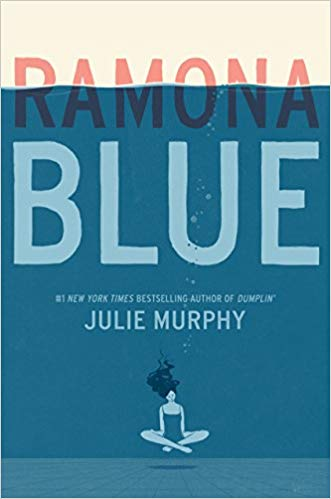 RAMONA
BLUE
#1 NEW YORK TIMES BESTSELLING AUTHOR OF DUMPLIN'
JULIE MURPHY